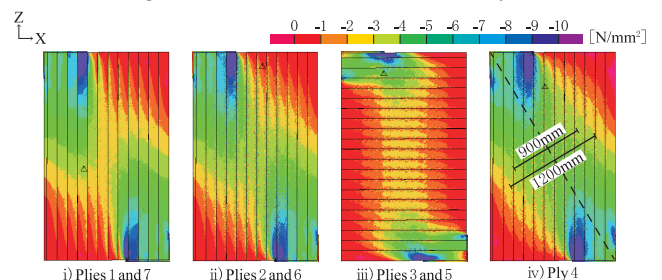 Z
X
0 -1 -2 -3 -4 -5 -6 -7 -8 -9 -10 [N/mm²]
900mm
1200mm
i) Plies 1 and 7 ii) Plies 2 and 6 iii) Plies 3 and 5 iv) Ply 4